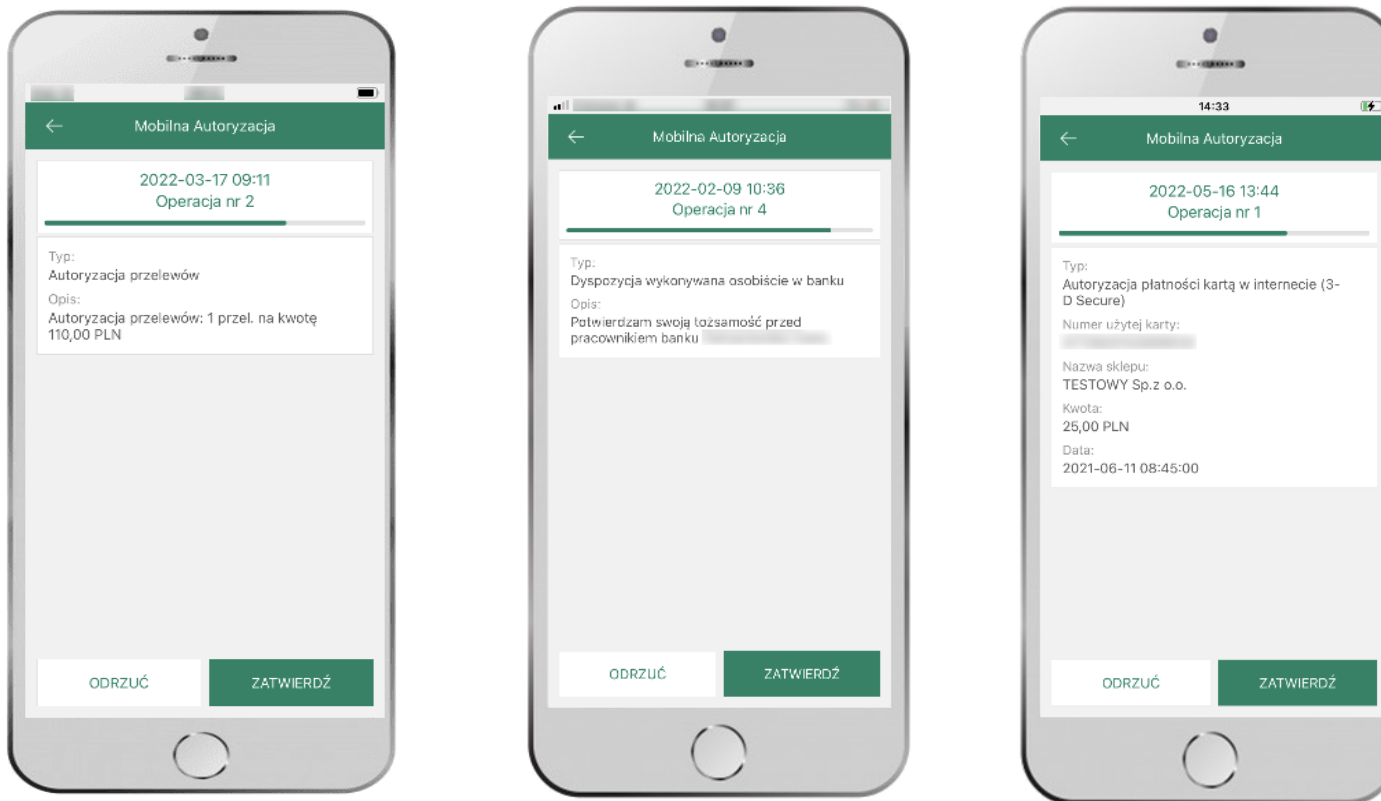 Mobilna Autoryzacja
2022-03-17 09:11
Operacja nr 2
Typ:
Autoryzacja przelewów
Opis:
Autoryzacja przelewów: 1 przel. na kwotę
110,00 PLN
ODRZUĆ
ZATWIERDŹ
Mobilna Autoryzacja
2022-02-09 10:36
Operacja nr 4
Typ:
Dyspozycja wykonywana osobiście w banku
Opis:
Potwierdzam swoją tożsamość przed
pracownikiem banku
ODRZUĆ
ZATWIERDŹ
14:33
Mobilna Autoryzacja
2022-05-16 13:44
Operacja nr 1
Typ:
Autoryzacja płatności kartą w internecie (3-
D Secure)
Numer użytej karty:
Nazwa sklepu:
TESTOWY Sp.z o.o.
Kwota:
25,00 PLN
Data:
2021-06-11 08:45:00
ODRZUĆ
ZATWIERDŹ